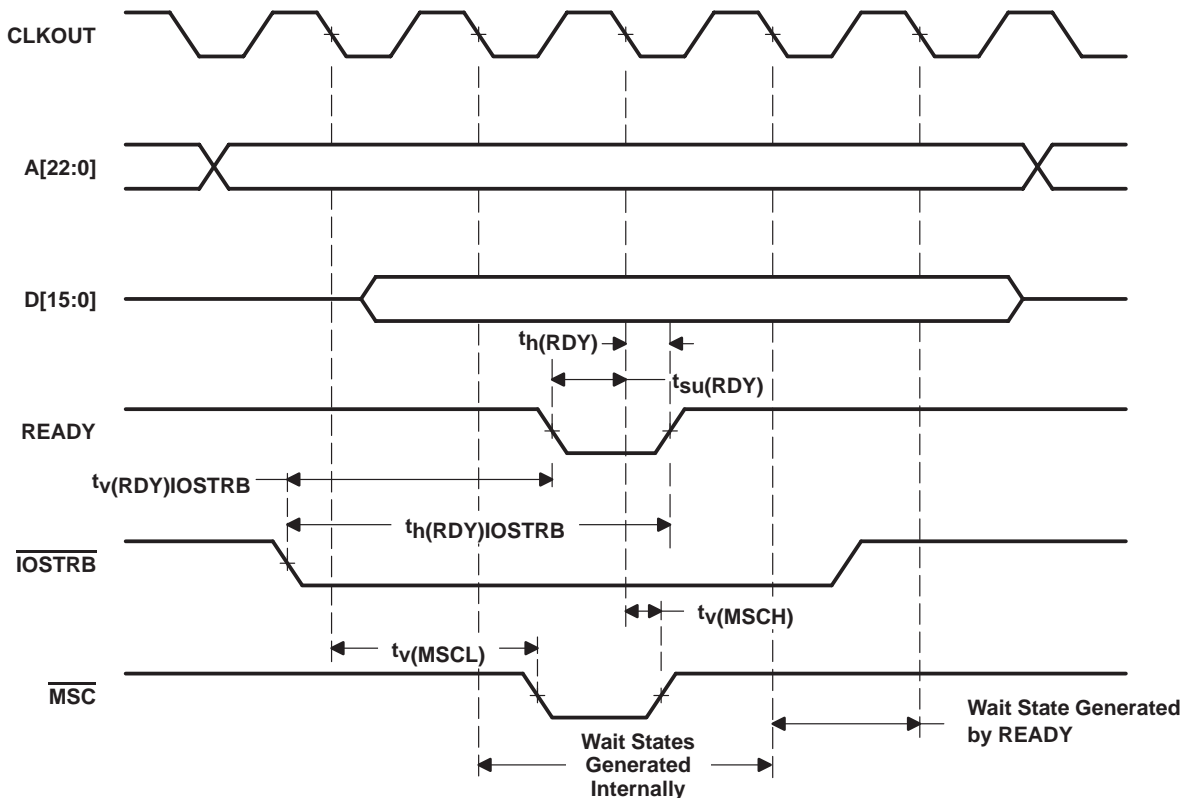 CLKOUT
A[22:0]
D[15:0]
th(RDY)
tsu(RDY)
READY
tv(RDY)IOSTRB
th(RDY)IOSTRB
IOSTRB
tv(MSCH)
tv(MSCL)
MSC
Wait State Generated
by READY
Wait States
Generated
Internally